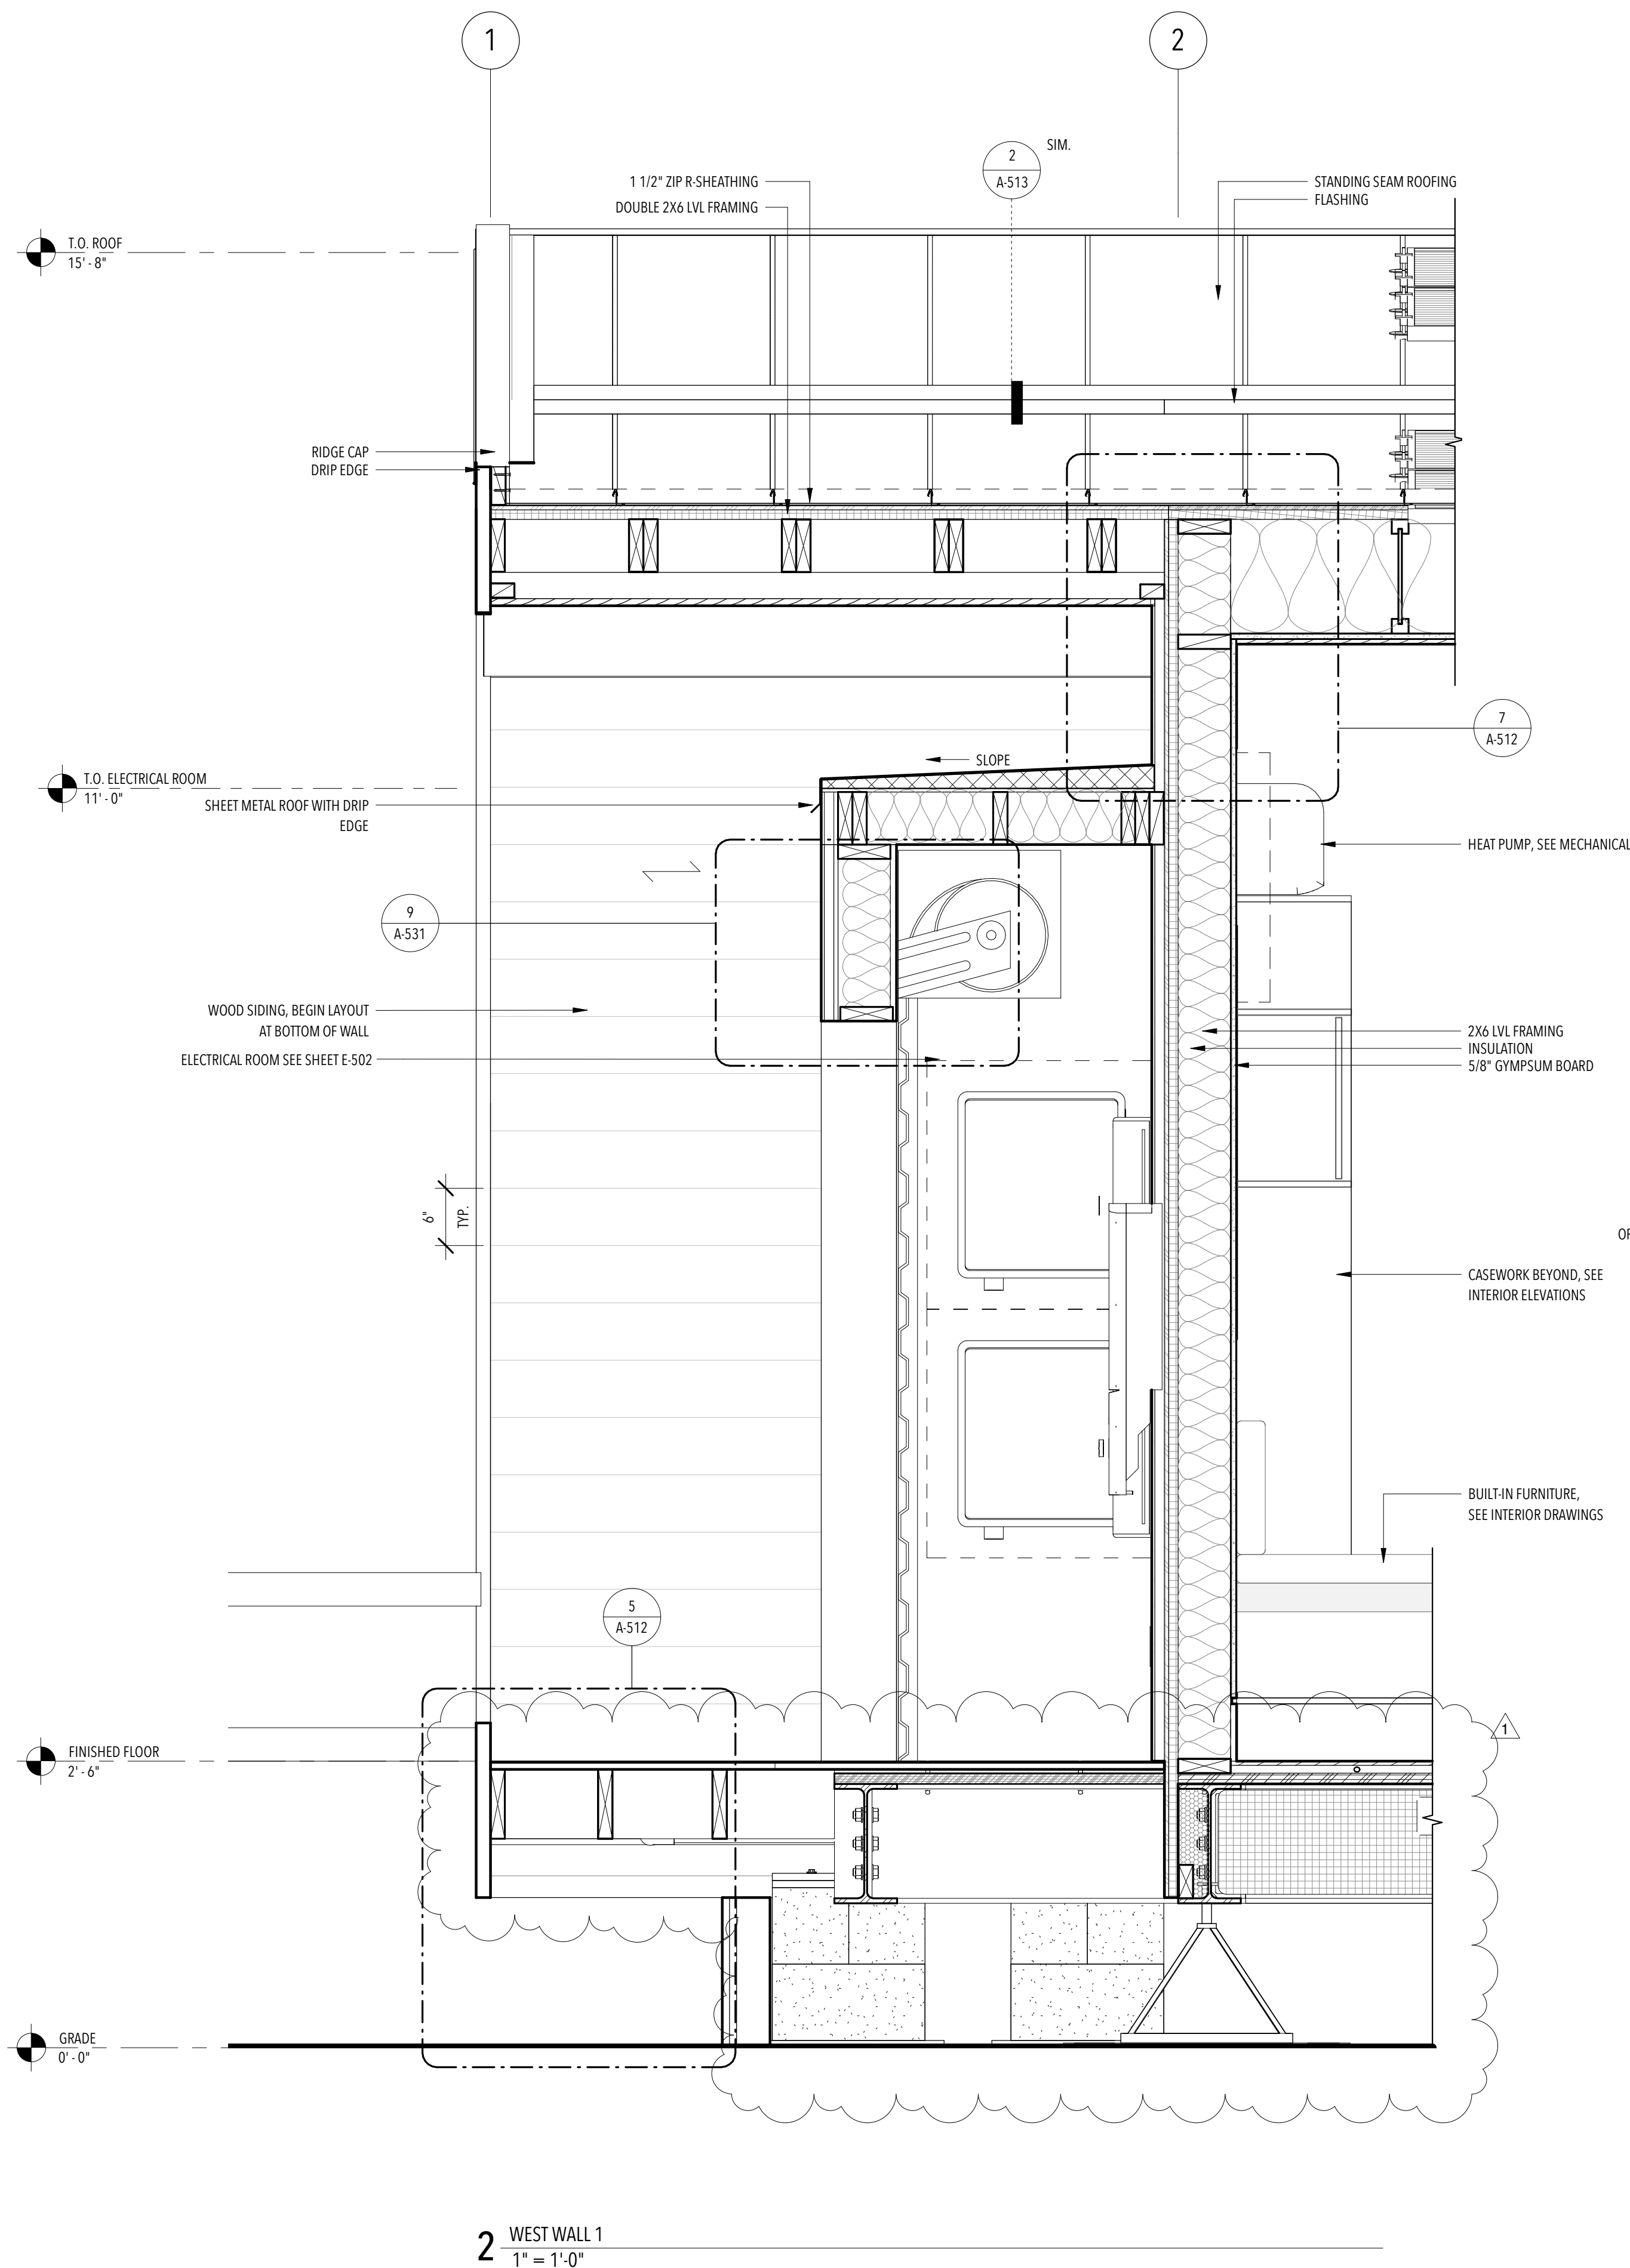 1
2
2
A-513
SIM.
1 1/2" ZIP R-SHEATHING
DOUBLE 2X6 LVL FRAMING
STANDING SEAM ROOFING
FLASHING
T.O. ROOF
15' - 8"
RIDGE CAP
DRIP EDGE
7
A-512
SLOPE
T.O. ELECTRICAL ROOM
11' - 0"
SHEET METAL ROOF WITH DRIP
EDGE
HEAT PUMP, SEE MECHANICAL
9
A-531
WOOD SIDING, BEGIN LAYOUT
AT BOTTOM OF WALL
ELECTRICAL ROOM SEE SHEET E-502
2X6 LVL FRAMING
INSULATION
5/8" GYMPSUM BOARD
6"
TYP.
CASEWORK BEYOND, SEE
INTERIOR ELEVATIONS
BUILT-IN FURNITURE,
SEE INTERIOR DRAWINGS
5
A-512
1
FINISHED FLOOR
2' - 6"
GRADE
0' - 0"
2
WEST WALL 1
1" = 1'-0"